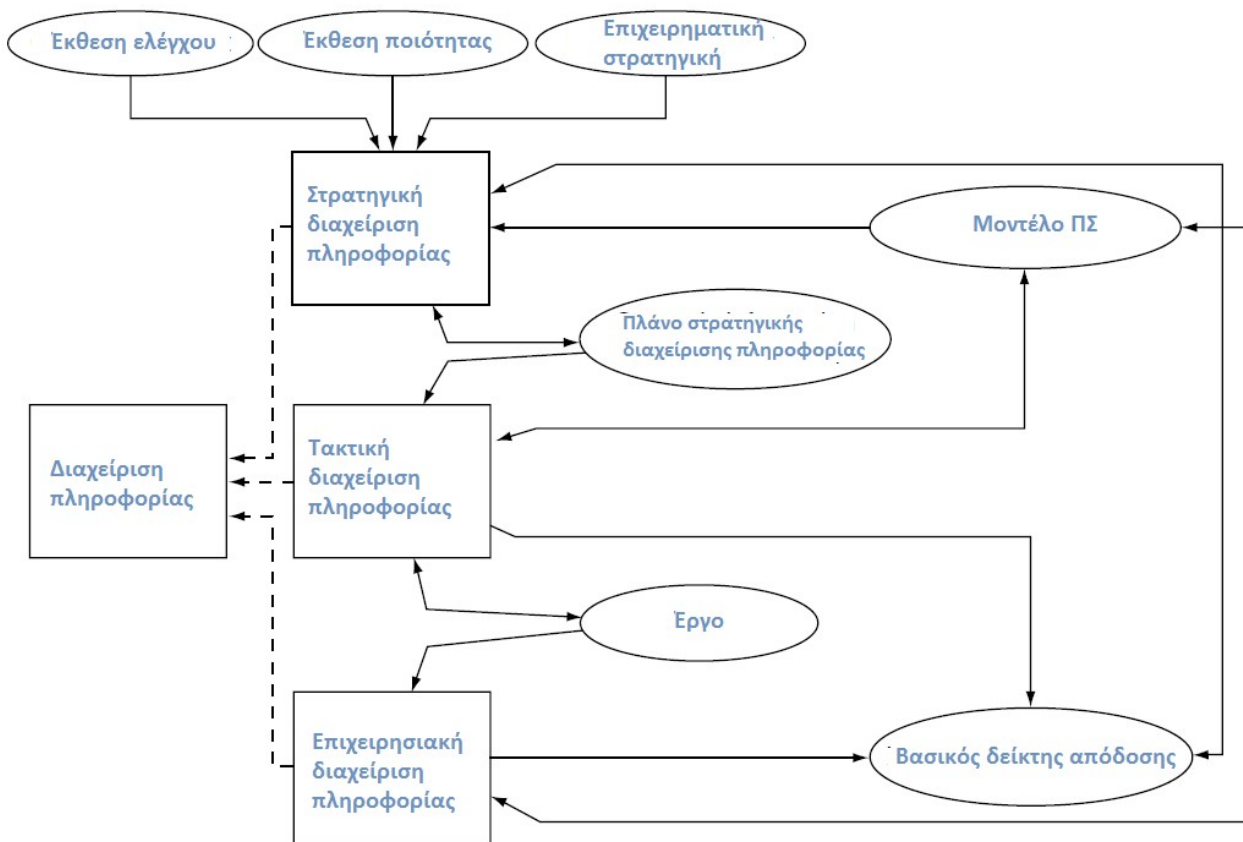 Έκθεση ελέγχου
Έκθεση ποιότητας
Επιχειρηματική
στρατηγική
Στρατηγική
διαχείριση
πληροφορίας
Μοντέλο ΠΣ
Πλάνο στρατηγικής
διαχείρισης πληροφορίας
Διαχείριση
πληροφορίας
Τακτική
διαχείριση
πληροφορίας
Έργο
Επιχειρησιακή
διαχείριση
πληροφορίας
Βασικός δείκτης απόδοσης